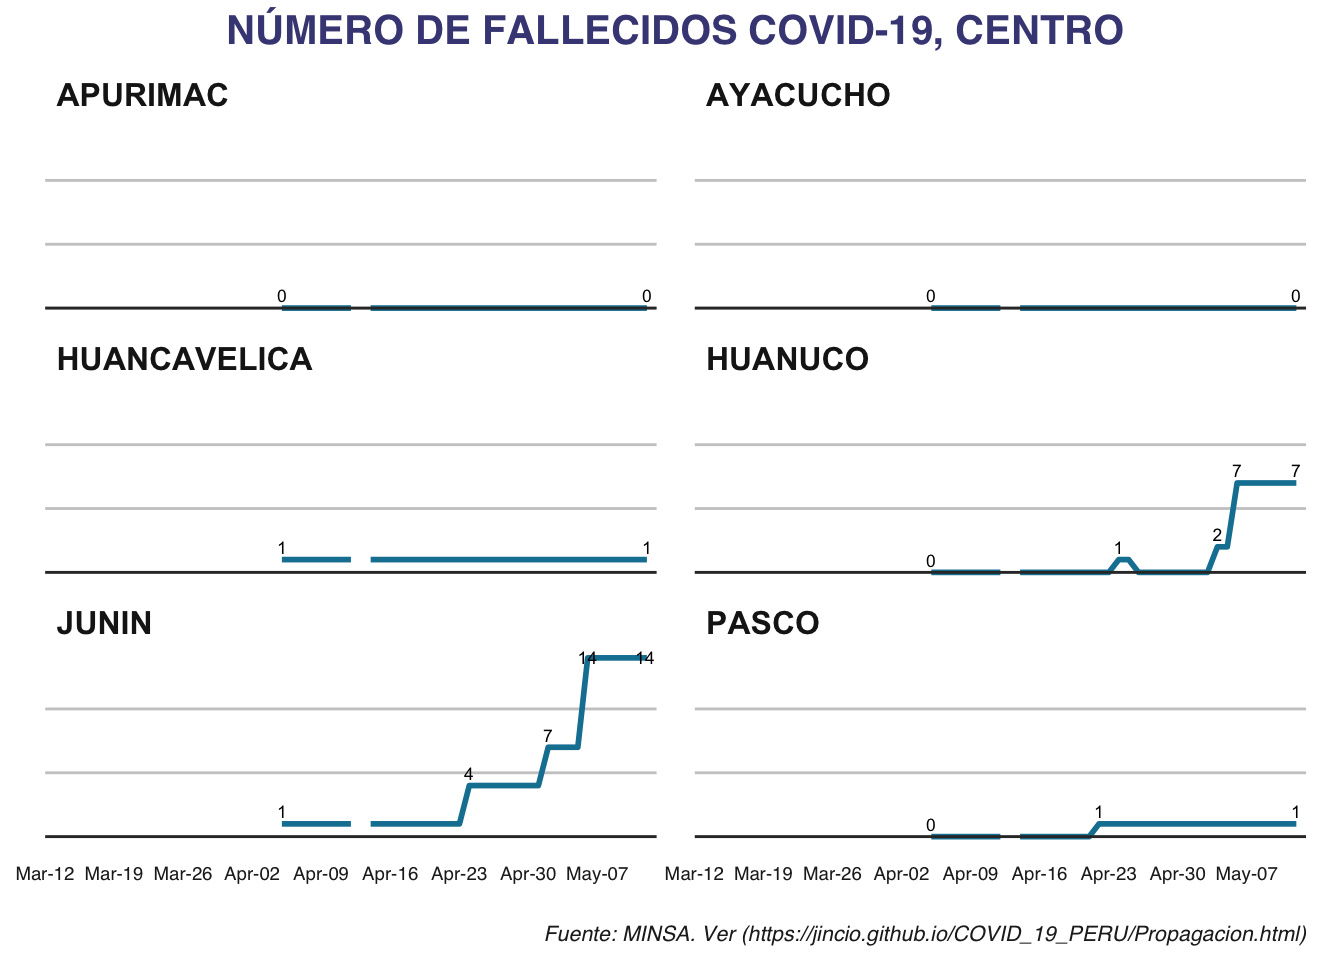 NÚMERO DE FALLECIDOS COVID-19, CENTRO
APURIMAC
0 0
AYACUCHO
0 0
HUANCAVELICA
1 1
HUANUCO
0 1 2 7 7
JUNIN
1 4 7 14 14
PASCO
0 1 1
Mar-12 Mar-19 Mar-26 Apr-02 Apr-09 Apr-16 Apr-23 Apr-30 May-07
Mar-12 Mar-19 Mar-26 Apr-02 Apr-09 Apr-16 Apr-23 Apr-30 May-07
Fuente: MINSA. Ver (https://jincio.github.io/COVID_19_PERU/Propagacion.html)